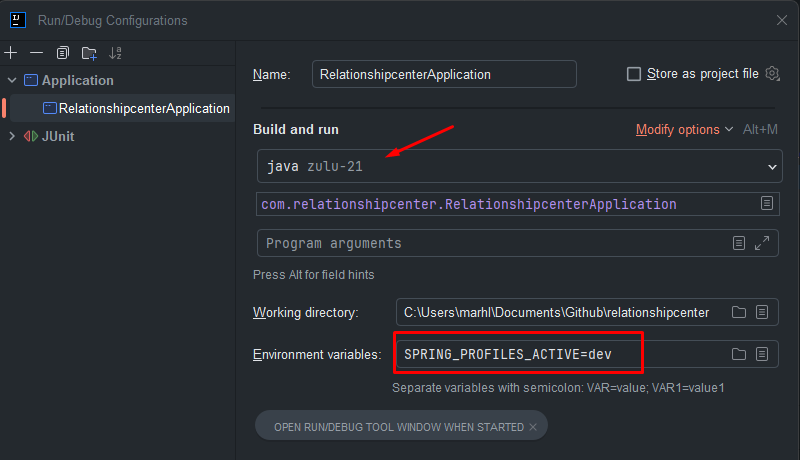 IJ
Run/Debug Configurations
Application
RelationshipcenterApplication
JUnit
Name: RelationshipcenterApplication
Store as project file
Build and run
Modify options Alt+M
java zulu-21
com.relationshipcenter.RelationshipcenterApplication
Program arguments
Press Alt for field hints
Working directory: C:\Users\marhl\Documents\Github\relationshipcenter
Environment variables: SPRING_PROFILES_ACTIVE=dev
Separate variables with semicolon: VAR=value; VAR1=value1
OPEN RUN/DEBUG TOOL WINDOW WHEN STARTED